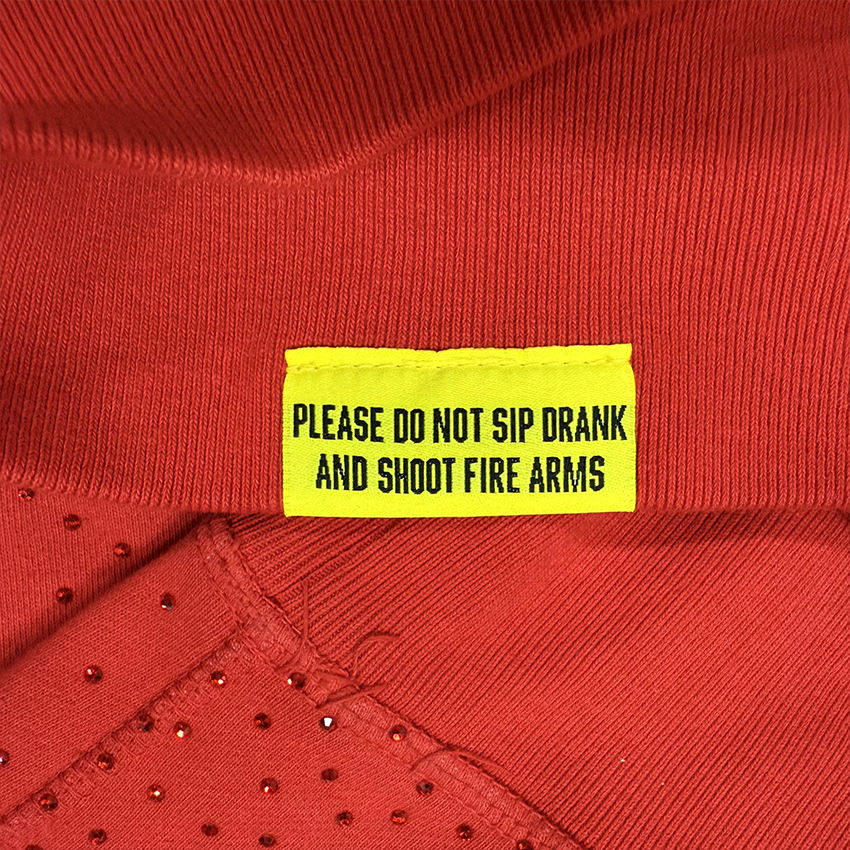 PLEASE DO NOT SIP DRANK
AND SHOOT FIRE ARMS